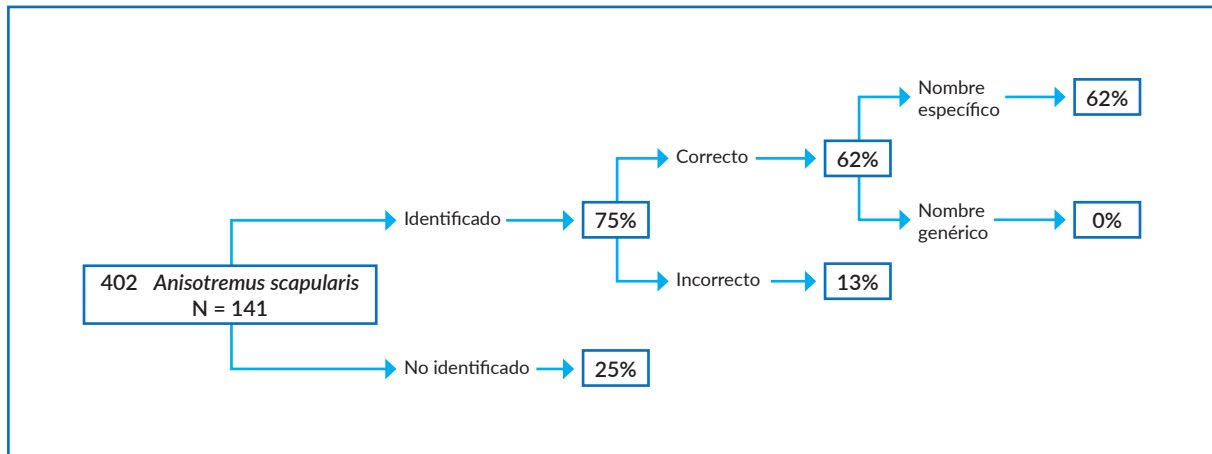 402 Anisotremus scapularis
N = 141
Identificado
75%
Correcto
62%
Nombre
específico
62%
Nombre
genérico
0%
Incorrecto
13%
No identificado
25%